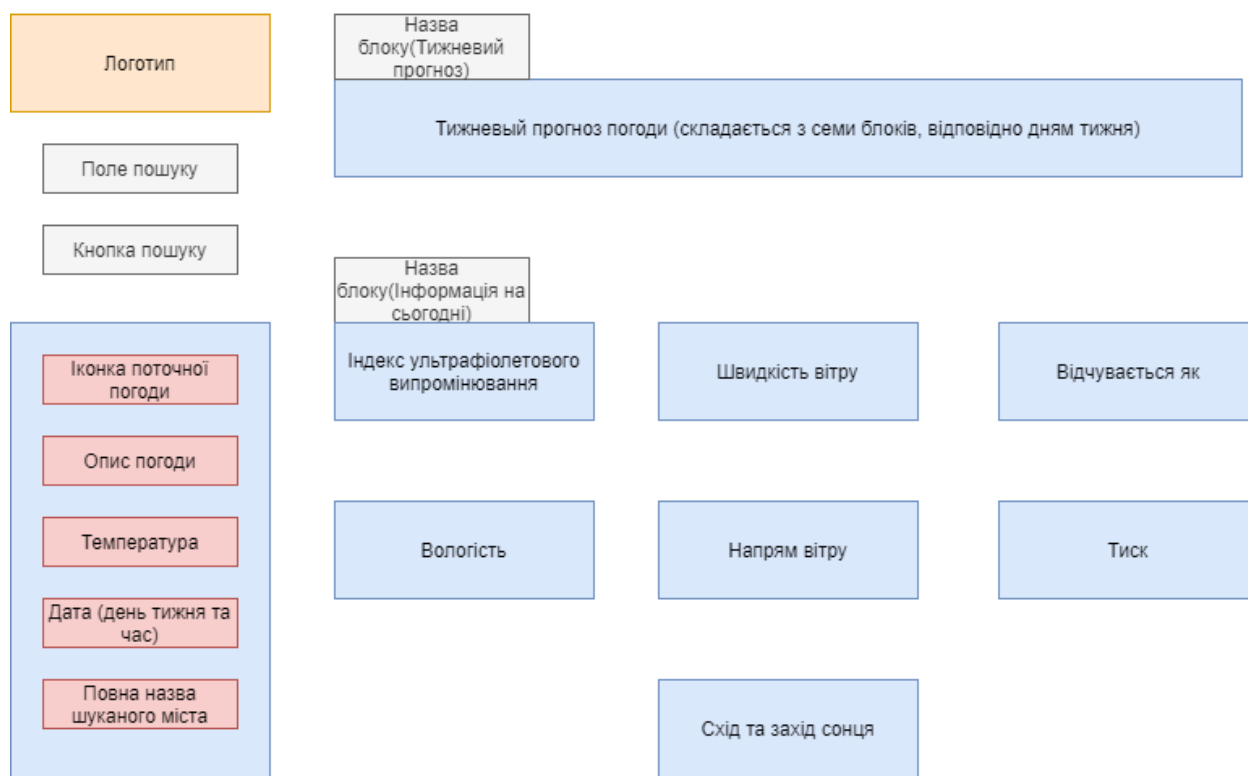 Логотип
Поле пошуку
Кнопка пошуку
Іконка поточної
погоди
Опис погоди
Температура
Дата (день тижня та
час)
Повна назва
шуканого міста
Назва
блоку(Тижневий
прогноз)
Тижневый прогноз погоди (складається з семи блоків, відповідно дням тижня)
Назва
блоку(Інформація на
сьогодні)
Індекс ультрафіолетового
випромінювання
Швидкість вітру
Відчувається як
Вологість
Напрям вітру
Тиск
Схід та захід сонця